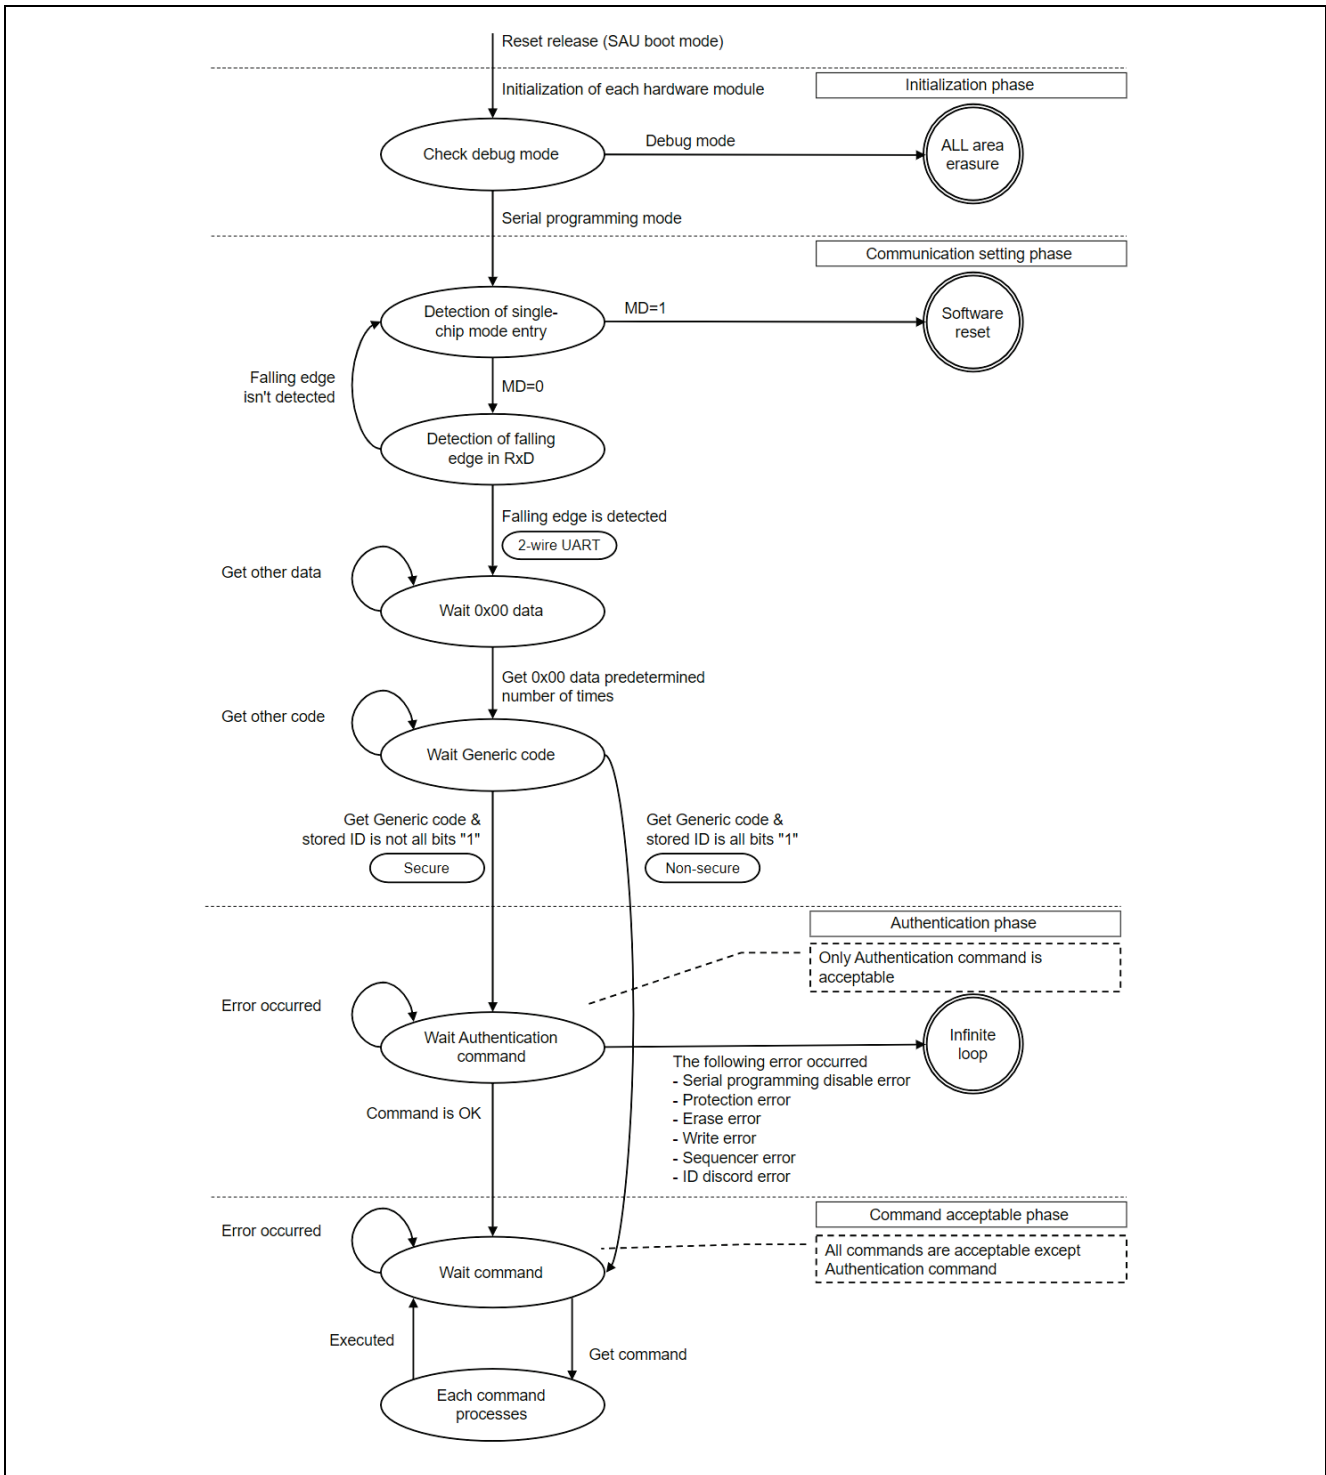 Reset release (SAU boot mode)
Initialization of each hardware module
Initialization phase
Check debug mode
Debug mode
ALL area
erasure
Serial programming mode
Communication setting phase
Detection of single-
chip mode entry
MD=1
Software
reset
Falling edge
isn't detected
MD=0
Detection of falling
edge in RxD
Falling edge is detected
2-wire UART
Get other data
Wait 0x00 data
Get 0x00 data predetermined
number of times
Get other code
Wait Generic code
Get Generic code &
stored ID is not all bits "1"
Secure
Get Generic code &
stored ID is all bits "1"
Non-secure
Authentication phase
Only Authentication command is
acceptable
Error occurred
Wait Authentication
command
Infinite
loop
The following error occurred
- Serial programming disable error
- Protection error
- Erase error
- Write error
- Sequencer error
- ID discord error
Command is OK
Command acceptable phase
All commands are acceptable except
Authentication command
Error occurred
Wait command
Executed
Get command
Each command
processes